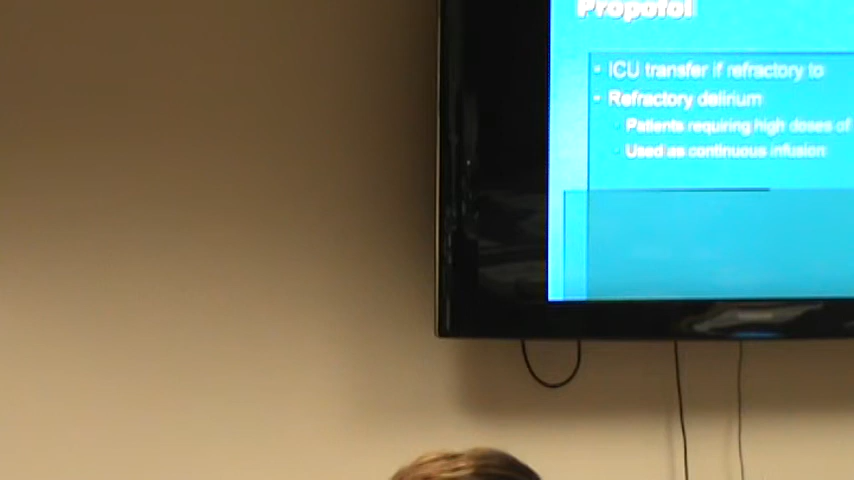 Propofol
• ICU transfer if refractory to
• Refractory delirium
Patients requiring high doses of
Used as continuous infusion